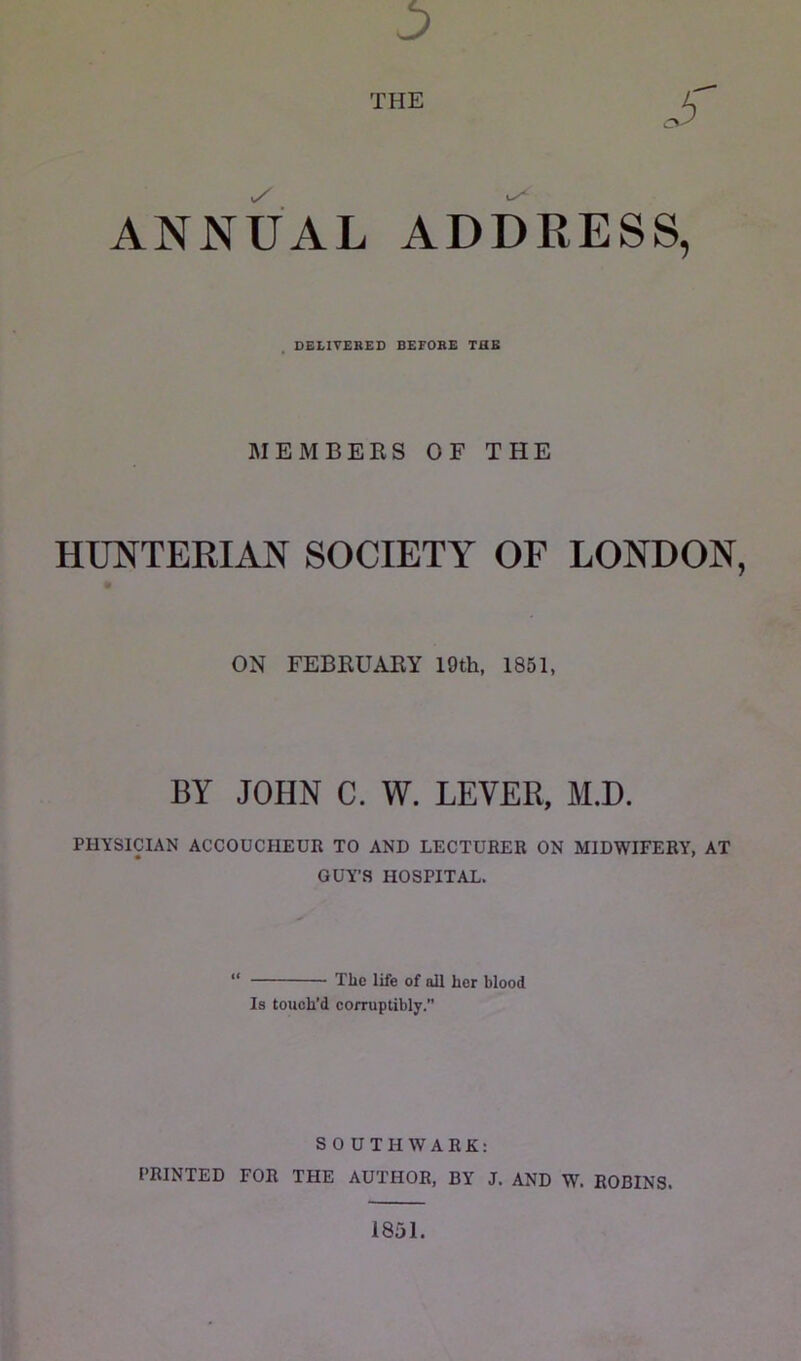 5
THE
5
ANNUAL ADDRESS,
DELIVERED BEFORE THE
MEMBERS OF THE
HUNTERIAN SOCIETY OF LONDON,
ON FEBRUARY 19th, 1851,
BY JOHN C. W. LEVER, M.D.
PHYSICIAN ACCOUCHEUR TO AND LECTURER ON MIDWIFERY, AT
GUY'S HOSPITAL.
“ ——— The life of all her blood
Is touch'd corruptibly."
SOUTHWARK:
PRINTED FOR THE AUTHOR, BY J. AND W. ROBINS.
1851.